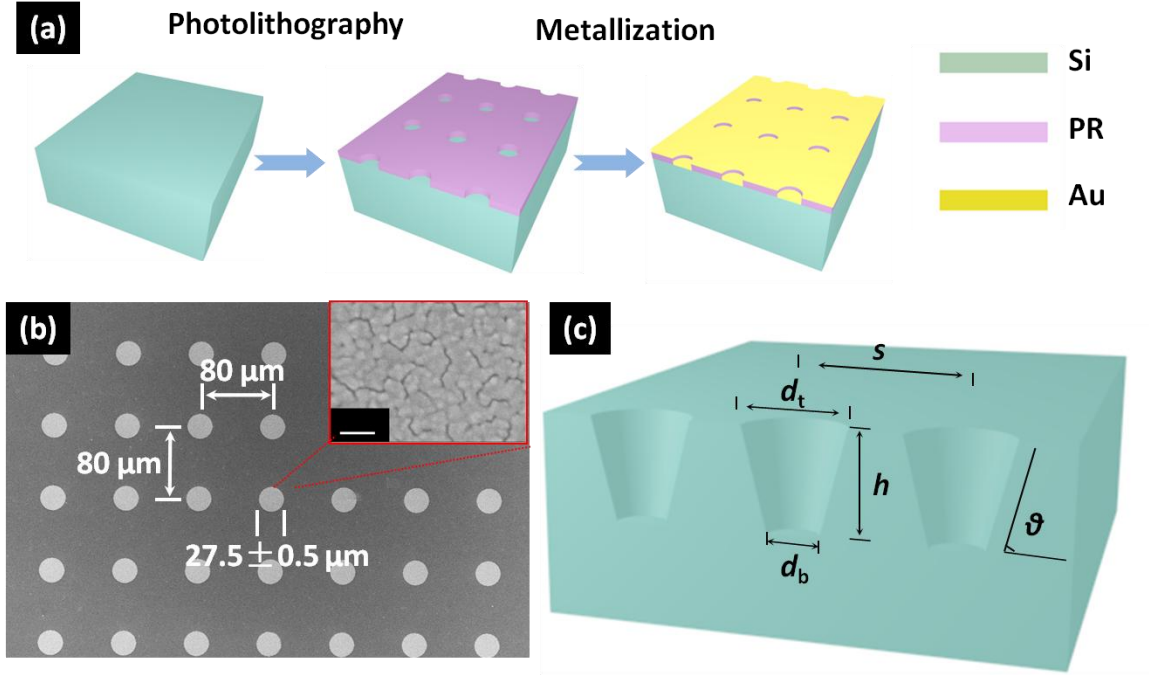 (a)
Photolithography
Metallization
Si
PR
Au
(b)
80 μm
80 μm
27.5 ± 0.5 μm
(c)
s
dt
h
ϑ
db